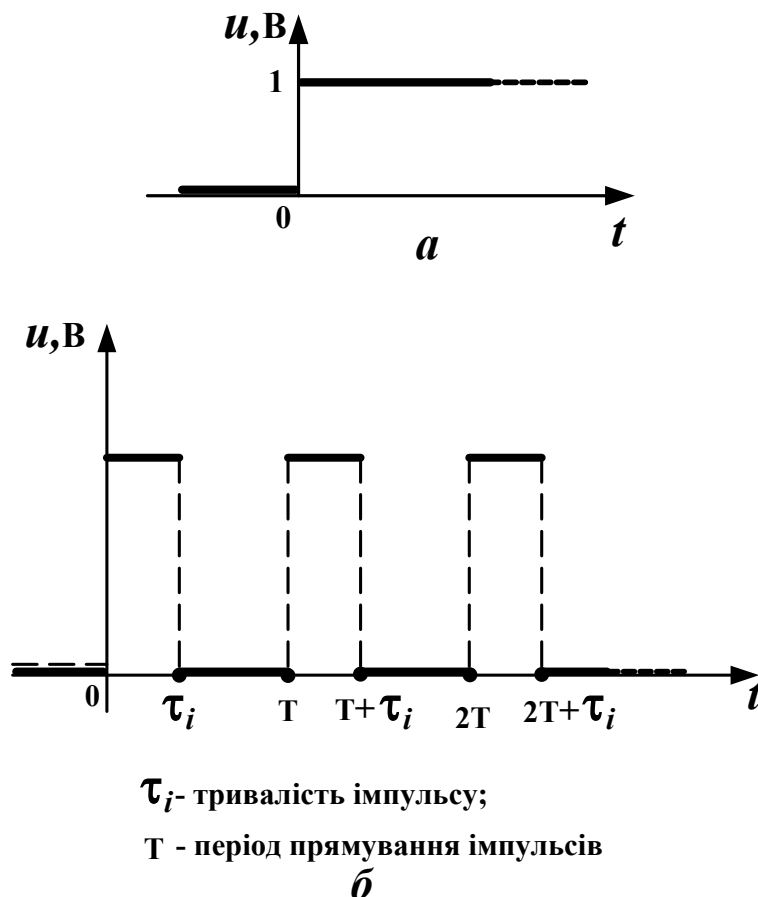 u,В
1
0
а
t
u,В
0
τi
T
T+τi
2T
2T+τi
t
τi- тривалість імпульсу;
T - період прямування імпульсів
б